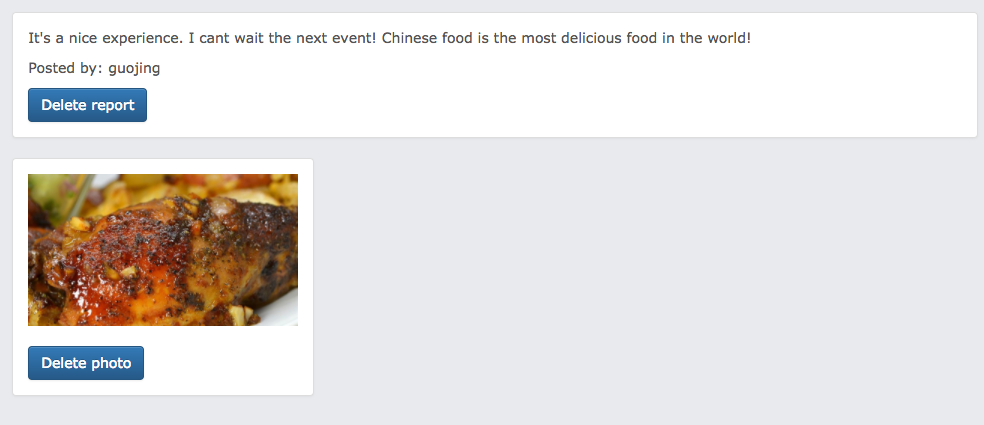 It's a nice experience. I cant wait the next event! Chinese food is the most delicious food in the world!
Posted by: guojing
Delete report
Delete photo